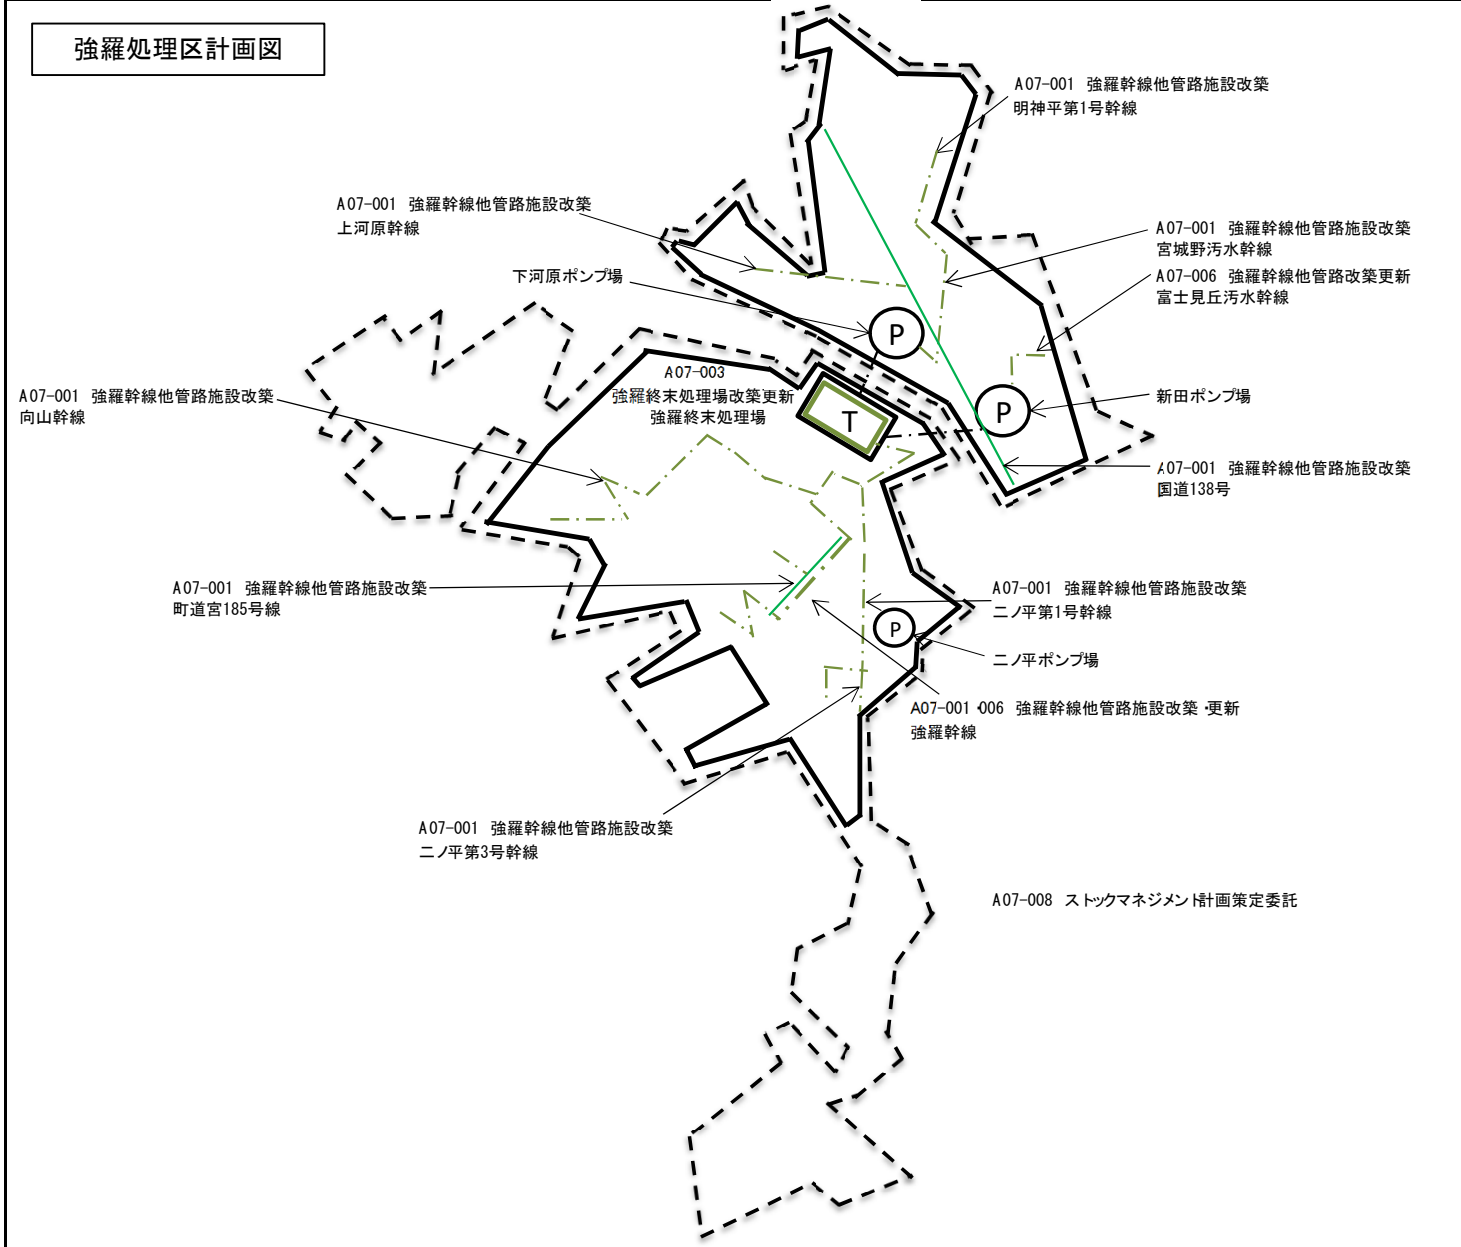 強羅処理区計画図
A07-001 強羅幹線他管路施設改築
明神平第1号幹線
A07-001 強羅幹線他管路施設改築
上河原幹線
A07-001 強羅幹線他管路施設改築
宮城野汚水幹線
下河原ポンプ場
A07-006 強羅幹線他管路改築更新
富士見丘汚水幹線
P
A07-003
強羅終末処理場改築更新
強羅終末処理場
A07-001 強羅幹線他管路施設改築
向山幹線
新田ポンプ場
P
T
A07-001 強羅幹線他管路施設改築
国道138号
A07-001 強羅幹線他管路施設改築
町道宮185号線
A07-001 強羅幹線他管路施設改築
二ノ平第1号幹線
P
二ノ平ポンプ場
A07-001・006 強羅幹線他管路施設改築・更新
強羅幹線
A07-001 強羅幹線他管路施設改築
二ノ平第3号幹線
A07-008 ストックマネジメント計画策定委託